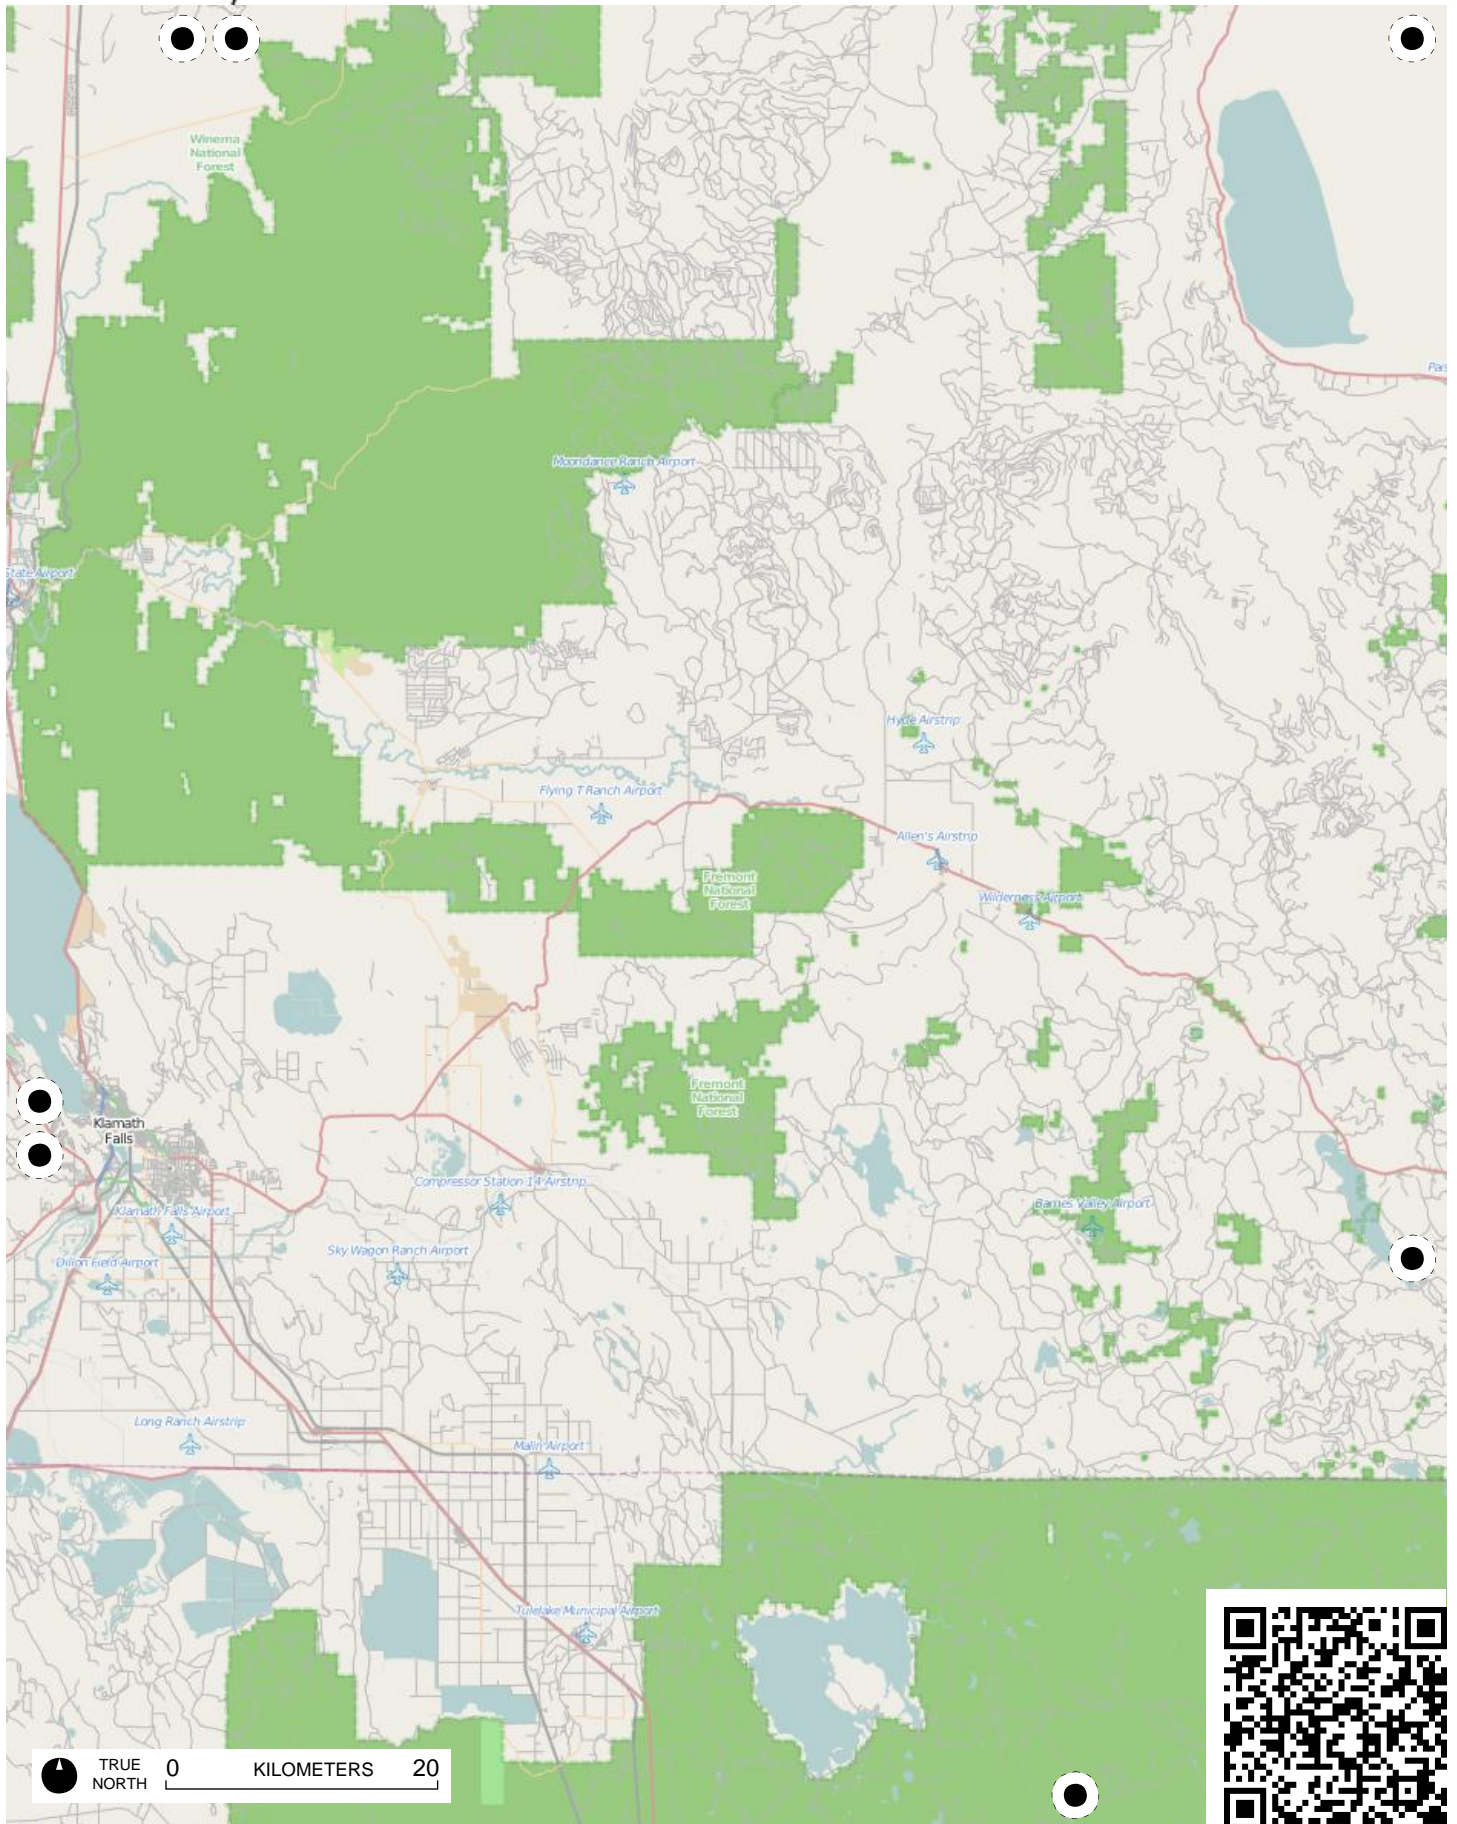 Winema
National
Forest
Pais
Moondance Ranch Airport
State Airport
Hyde Airstrip
Flying T Ranch Airport
Allen's Airstrip
Fremont
National
Forest
Wilderness Airport
Fremont
National
Forest
Klamath
Falls
Compressor Station 14 Airstrip
Barnes Valley Airport
Klamath Falls Airport
Sky Wagon Ranch Airport
Dillon Field Airport
Long Ranch Airstrip
Malin Airport
Tulelake Municipal Airport
TRUE
NORTH
0 KILOMETERS 20